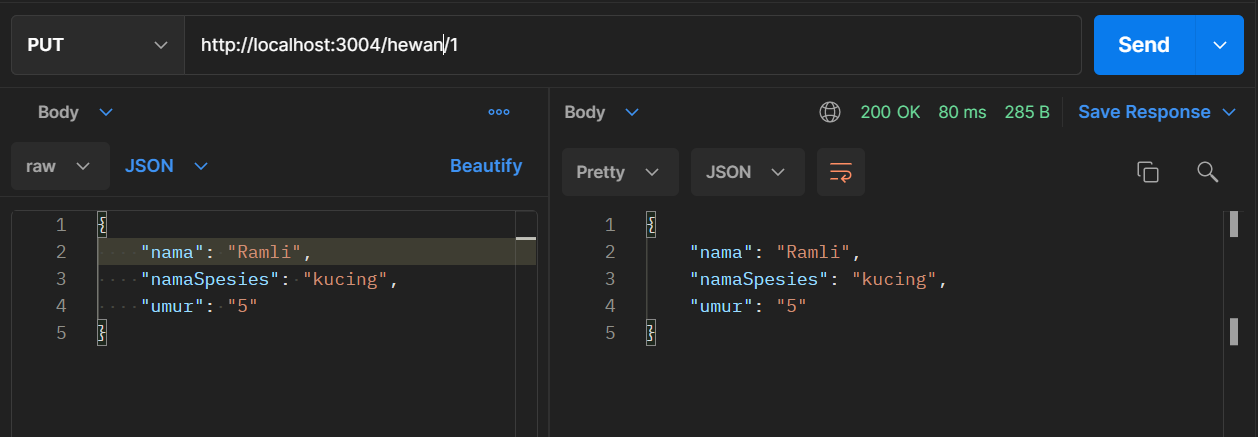 PUT http://localhost:3004/hewan/1 Send
Body Body 200 OK 80 ms 285 B Save Response
raw JSON Beautify Pretty JSON
1 {
2 "nama": "Ramli",
3 "namaSpesies": "kucing",
4 "umur": "5"
5 }
1 {
2 "nama": "Ramli",
3 "namaSpesies": "kucing",
4 "umur": "5"
5 }